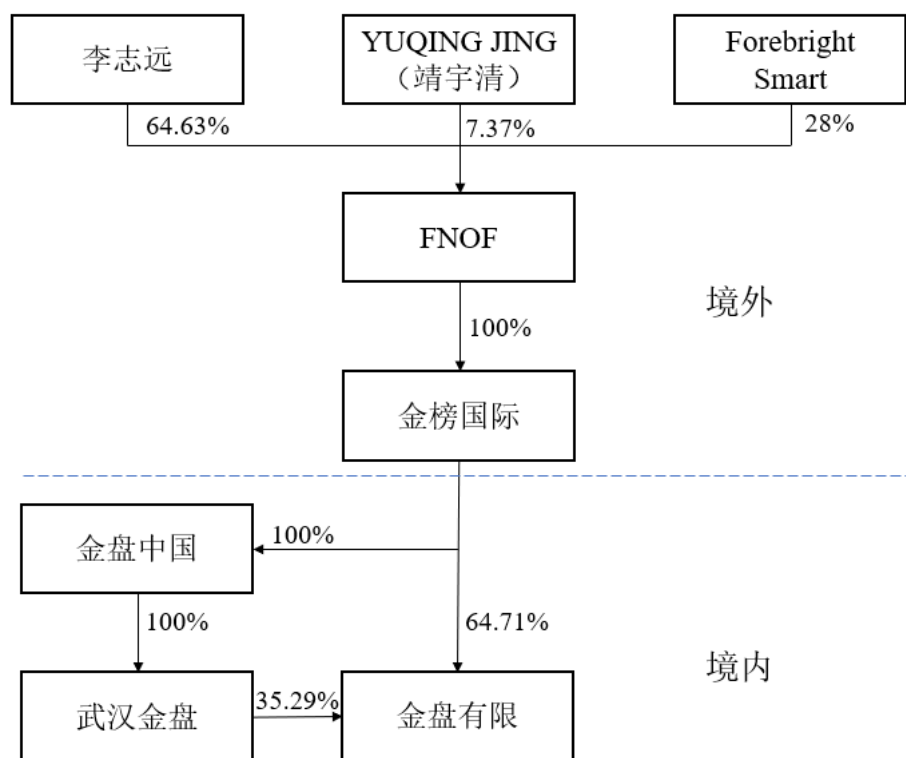 李志远
YUQING JING
（靖宇清）
Forebright
Smart
64.63%
7.37%
28%
FNOF
境外
100%
金榜国际
金盘中国
100%
100%
64.71%
境内
武汉金盘
35.29%
金盘有限